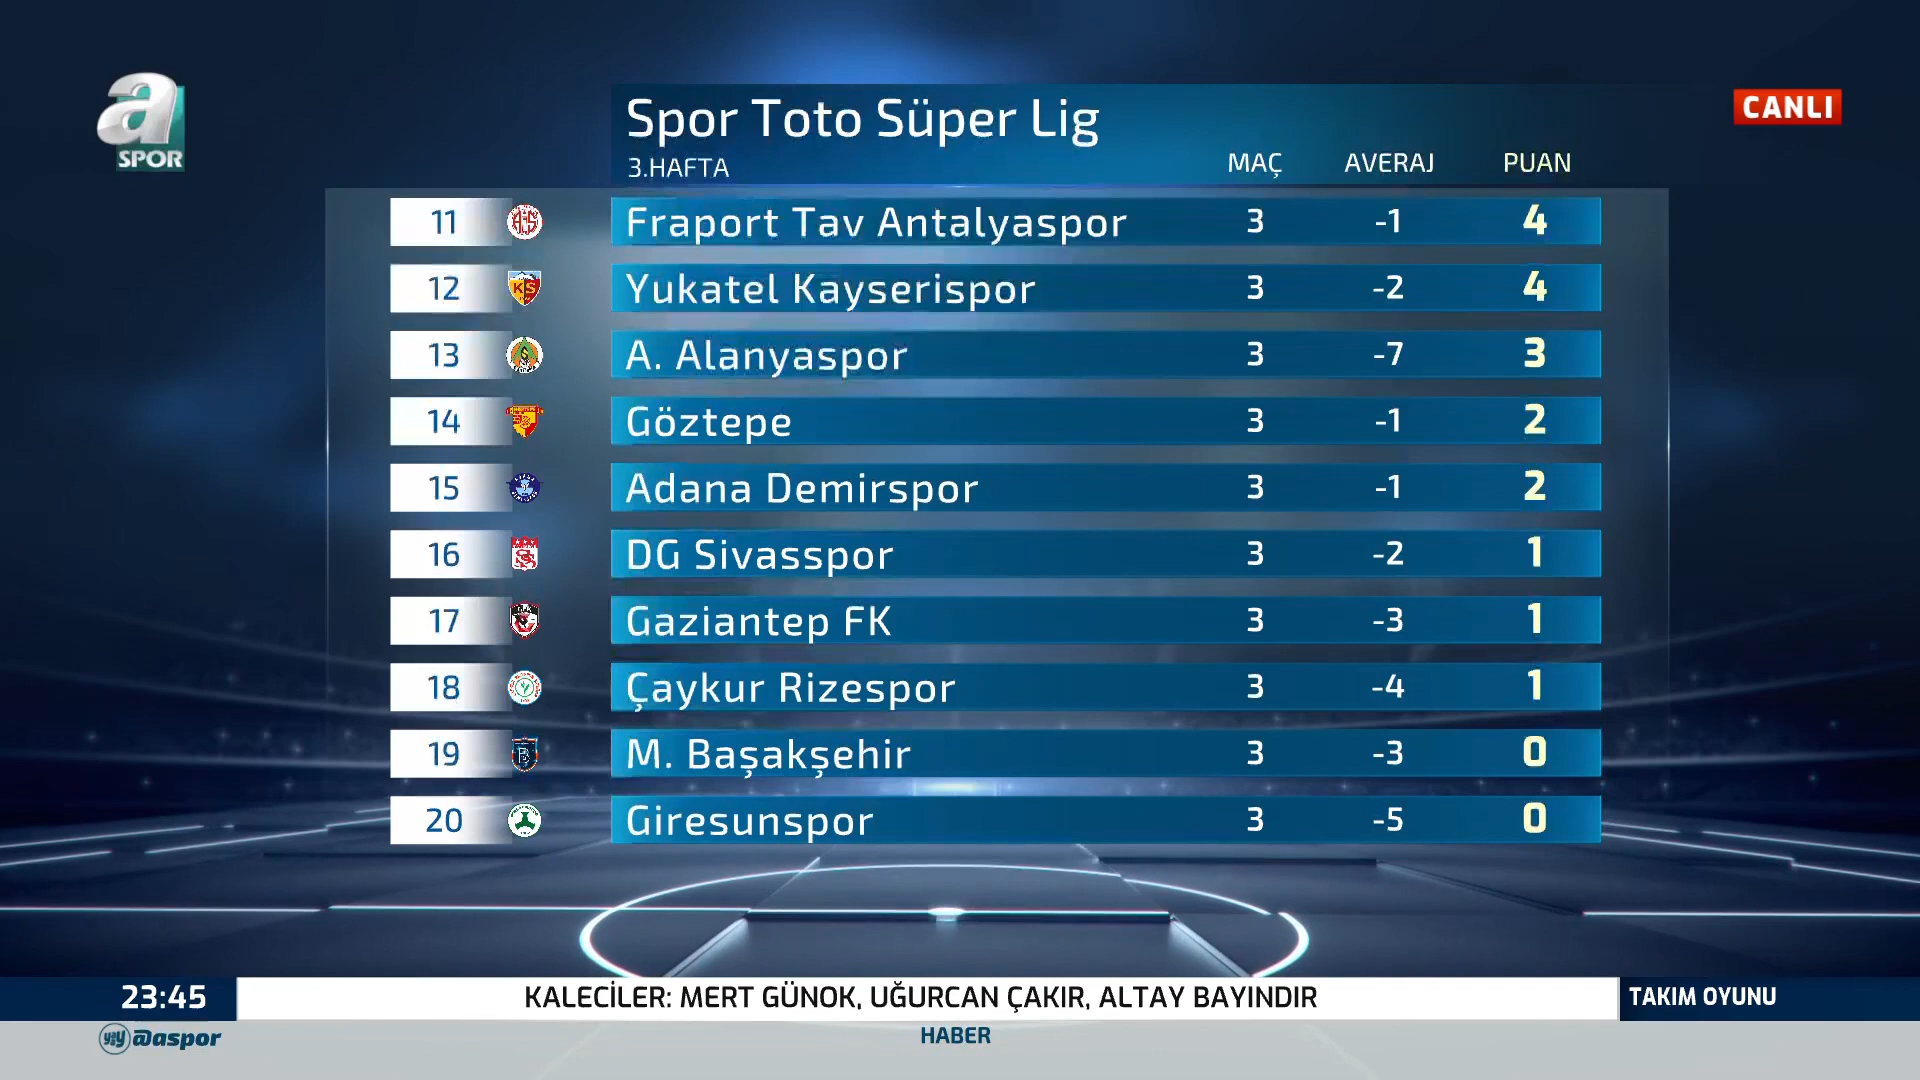 a
SPOR
Spor Toto Süper Lig
CANLI
3.HAFTA MAÇ AVERAJ PUAN
11 Fraport Tav Antalyaspor 3 -1 4
12 Yukatel Kayserispor 3 -2 4
13 A. Alanyaspor 3 -7 3
14 Göztepe 3 -1 2
15 Adana Demirspor 3 -1 2
16 DG Sivasspor 3 -2 1
17 Gaziantep FK 3 -3 1
18 Çaykur Rizespor 3 -4 1
19 M. Başakşehir 3 -3 0
20 Giresunspor 3 -5 0
23:45 KALECİLER: MERT GÜNOK, UĞURCAN ÇAKIR, ALTAY BAYINDIR TAKIM OYUNU
@aspor HABER